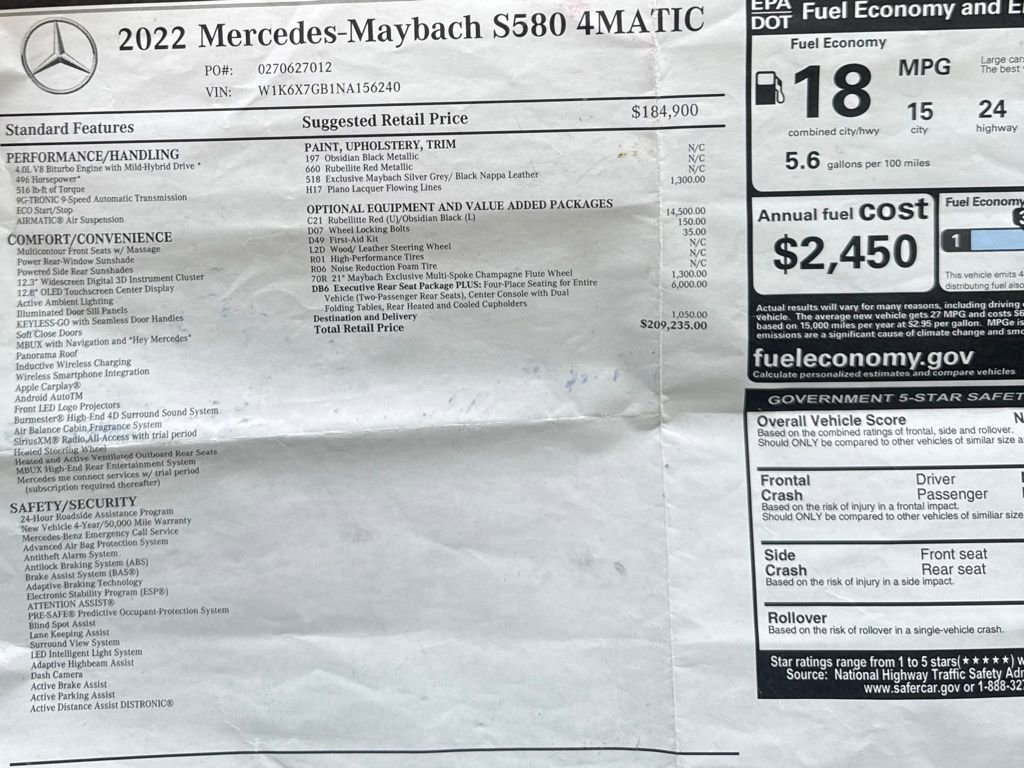 2022 Mercedes-Maybach S580 4MATIC
PO#: 0270627012
VIN: W1K6X7GB1NA156240
Standard Features
PERFORMANCE/HANDLING
4.0L V8 Biturbo Engine with Mild-Hybrid Drive *
496 Horsepower*
516 lb-ft of Torque
9G-TRONIC 9-Speed Automatic Transmission
ECO Start/Stop
AIRMATIC® Air Suspension
COMFORT/CONVENIENCE
Multicontour Front Seats w/ Massage
Power Rear-Window Sunshade
Powered Side Rear Sunshades
12.3" Widescreen Digital 3D Instrument Cluster
12.8" OLED Touchscreen Center Display
Active Ambient Lighting
Illuminated Door Sill Panels
KEYLESS-GO with Seamless Door Handles
Soft Close Doors
MBUX with Navigation and "Hey Mercedes"
Panorama Roof
Inductive Wireless Charging
Wireless Smartphone Integration
Apple Carplay®
Android AutoTM
Front LED Logo Projectors
Burmester® High-End 4D Surround Sound System
Air Balance Cabin Fragrance System
SiriusXM® Radio,All-Access with trial period
Heated Steering Wheel
Heated and Active Ventilated Outboard Rear Seats
MBUX High-End Rear Entertainment System
Mercedes me connect services w/ trial period
(subscription required thereafter)
SAFETY/SECURITY
24-Hour Roadside Assistance Program
New Vehicle 4-Year/50,000 Mile Warranty
Mercedes-Benz Emergency Call Service
Advanced Air Bag Protection System
Antitheft Alarm System
Antilock Braking System (ABS)
Brake Assist System (BAS®)
Adaptive Braking Technology
Electronic Stability Program (ESP®)
ATTENTION ASSIST®
PRE-SAFE® Predictive Occupant-Protection System
Blind Spot Assist
Lane Keeping Assist
Surround View System
LED Intelligent Light System
Adaptive Highbeam Assist
Dash Camera
Active Brake Assist
Active Parking Assist
Active Distance Assist DISTRONIC®
Suggested Retail Price $184,900
PAINT, UPHOLSTERY, TRIM
197 Obsidian Black Metallic N/C
660 Rubellite Red Metallic N/C
518 Exclusive Maybach Silver Grey/ Black Nappa Leather N/C
H17 Piano Lacquer Flowing Lines 1,300.00
OPTIONAL EQUIPMENT AND VALUE ADDED PACKAGES
C21 Rubellitte Red (U)/Obsidian Black (L) 14,500.00
D07 Wheel Locking Bolts 150.00
D49 First-Aid Kit 35.00
L2D Wood/ Leather Steering Wheel N/C
R01 High-Performance Tires N/C
R06 Noise Reduction Foam Tire N/C
70R 21" Maybach Exclusive Multi-Spoke Champagne Flute Wheel 1,300.00
DB6 Executive Rear Seat Package PLUS: Four-Place Seating for Entire 6,000.00
Vehicle (Two-Passenger Rear Seats), Center Console with Dual
Folding Tables, Rear Heated and Cooled Cupholders
Destination and Delivery 1,050.00
Total Retail Price $209,235.00
EPA
DOT Fuel Economy and E
Fuel Economy
18 MPG
Large car
The best
combined city/hwy
15 city
24 highway
5.6 gallons per 100 miles
Annual fuel cost
$2,450
Fuel Economy
1
This vehicle emits 4
distributing fuel also
Actual results will vary for many reasons, including driving
vehicle. The average new vehicle gets 27 MPG and costs $6
based on 15,000 miles per year at $2.95 per gallon. MPGe is
emissions are a significant cause of climate change and smo
fueleconomy.gov
Calculate personalized estimates and compare vehicles
GOVERNMENT 5-STAR SAFET
Overall Vehicle Score N
Based on the combined ratings of frontal, side and rollover.
Should ONLY be compared to other vehicles of similar size a
Frontal Driver
Crash Passenger
Based on the risk of injury in a frontal impact.
Should ONLY be compared to other vehicles of similiar size
Side Front seat
Crash Rear seat
Based on the risk of injury in a side impact.
Rollover
Based on the risk of rollover in a single-vehicle crash.
Star ratings range from 1 to 5 stars(★★★★★) w
Source: National Highway Traffic Safety Adr
www.safercar.gov or 1-888-327